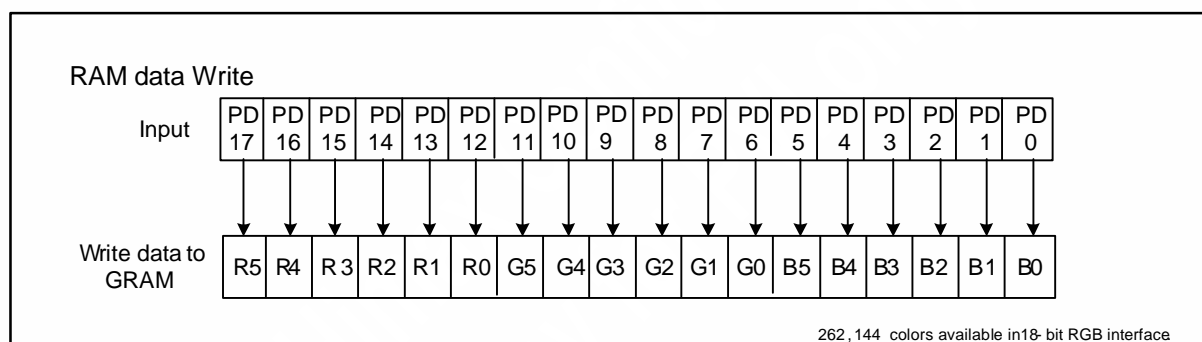 RAM data Write
Input
PD 17 PD 16 PD 15 PD 14 PD 13 PD 12 PD 11 PD 10 PD 9 PD 8 PD 7 PD 6 PD 5 PD 4 PD 3 PD 2 PD 1 PD 0
Write data to
GRAM
R5 R4 R3 R2 R1 R0 G5 G4 G3 G2 G1 G0 B5 B4 B3 B2 B1 B0
262,144 colors available in18-bit RGB interface